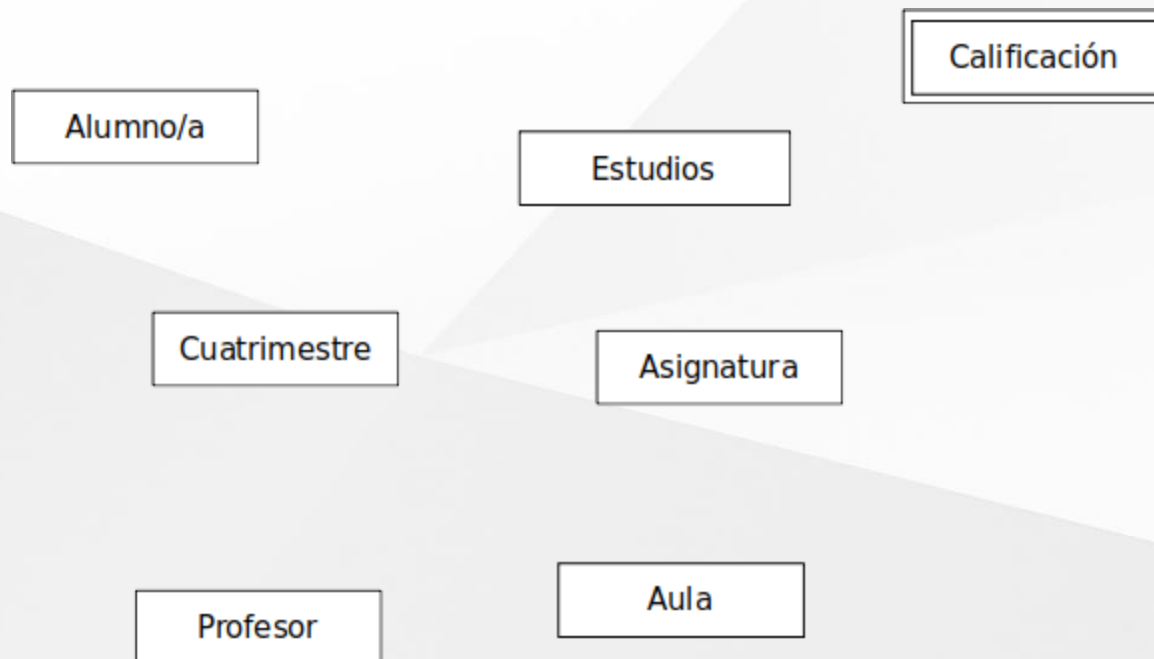 Calificación
Alumno/a
Estudios
Cuatrimestre
Asignatura
Aula
Profesor